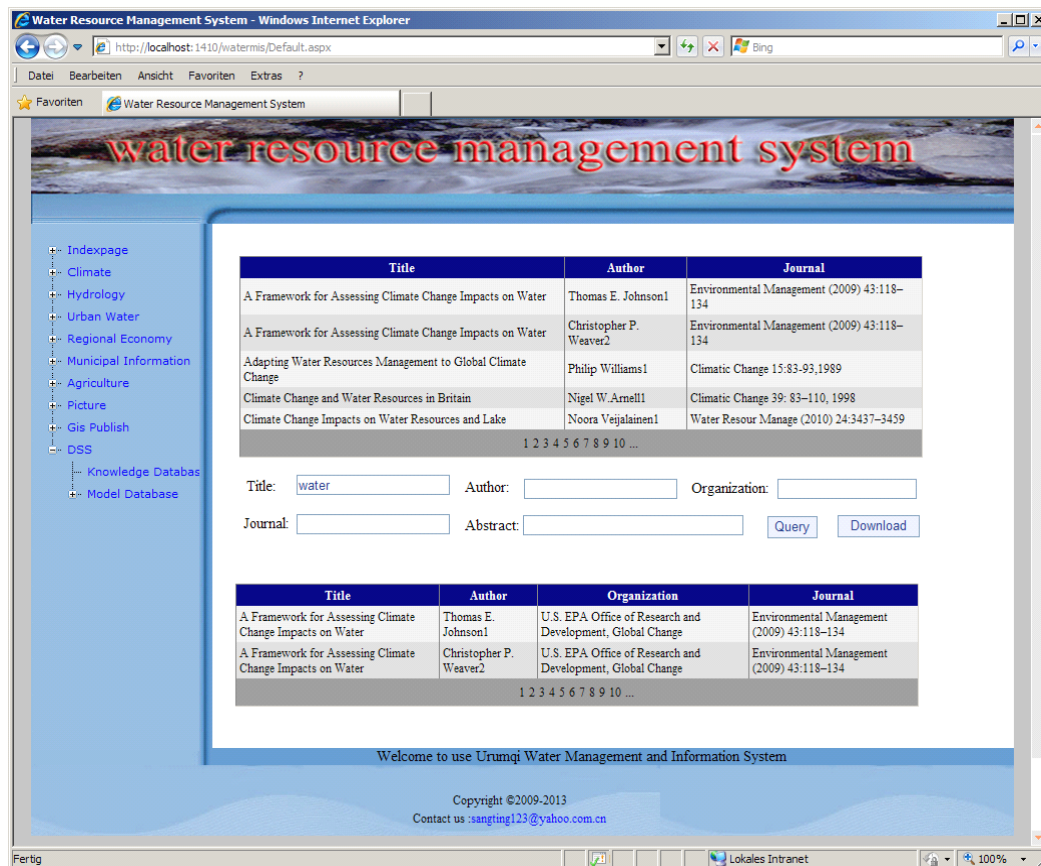 Water Resource Management System - Windows Internet Explorer
http://localhost:1410/watermis/Default.aspx
Bing
Datei Bearbeiten Ansicht Favoriten Extras ?
Favoriten Water Resource Management System
water resource management system
Indexpage
Climate
Hydrology
Urban Water
Regional Economy
Municipal Information
Agriculture
Picture
Gis Publish
DSS
Knowledge Databas
Model Database
Title Author Journal
A Framework for Assessing Climate Change Impacts on Water Thomas E. Johnson1 Environmental Management (2009) 43:118–
134
A Framework for Assessing Climate Change Impacts on Water Christopher P.
Weaver2 Environmental Management (2009) 43:118–
134
Adapting Water Resources Management to Global Climate
Change Philip Williams1 Climatic Change 15:83-93,1989
Climate Change and Water Resources in Britain Nigel W.Arnell1 Climatic Change 39: 83–110, 1998
Climate Change Impacts on Water Resources and Lake Noora Veijalainen1 Water Resour Manage (2010) 24:3437–3459
1 2 3 4 5 6 7 8 9 10 ...
Title: water Author: Organization:
Journal: Abstract: Query Download
Title Author Organization Journal
A Framework for Assessing Climate
Change Impacts on Water Thomas E.
Johnson1 U.S. EPA Office of Research and
Development, Global Change Environmental Management
(2009) 43:118–134
A Framework for Assessing Climate
Change Impacts on Water Christopher P.
Weaver2 U.S. EPA Office of Research and
Development, Global Change Environmental Management
(2009) 43:118–134
1 2 3 4 5 6 7 8 9 10 ...
Welcome to use Urumqi Water Management and Information System
Copyright ©2009-2013
Contact us :sangting123@yahoo.com.cn
Fertig Lokales Intranet 100%